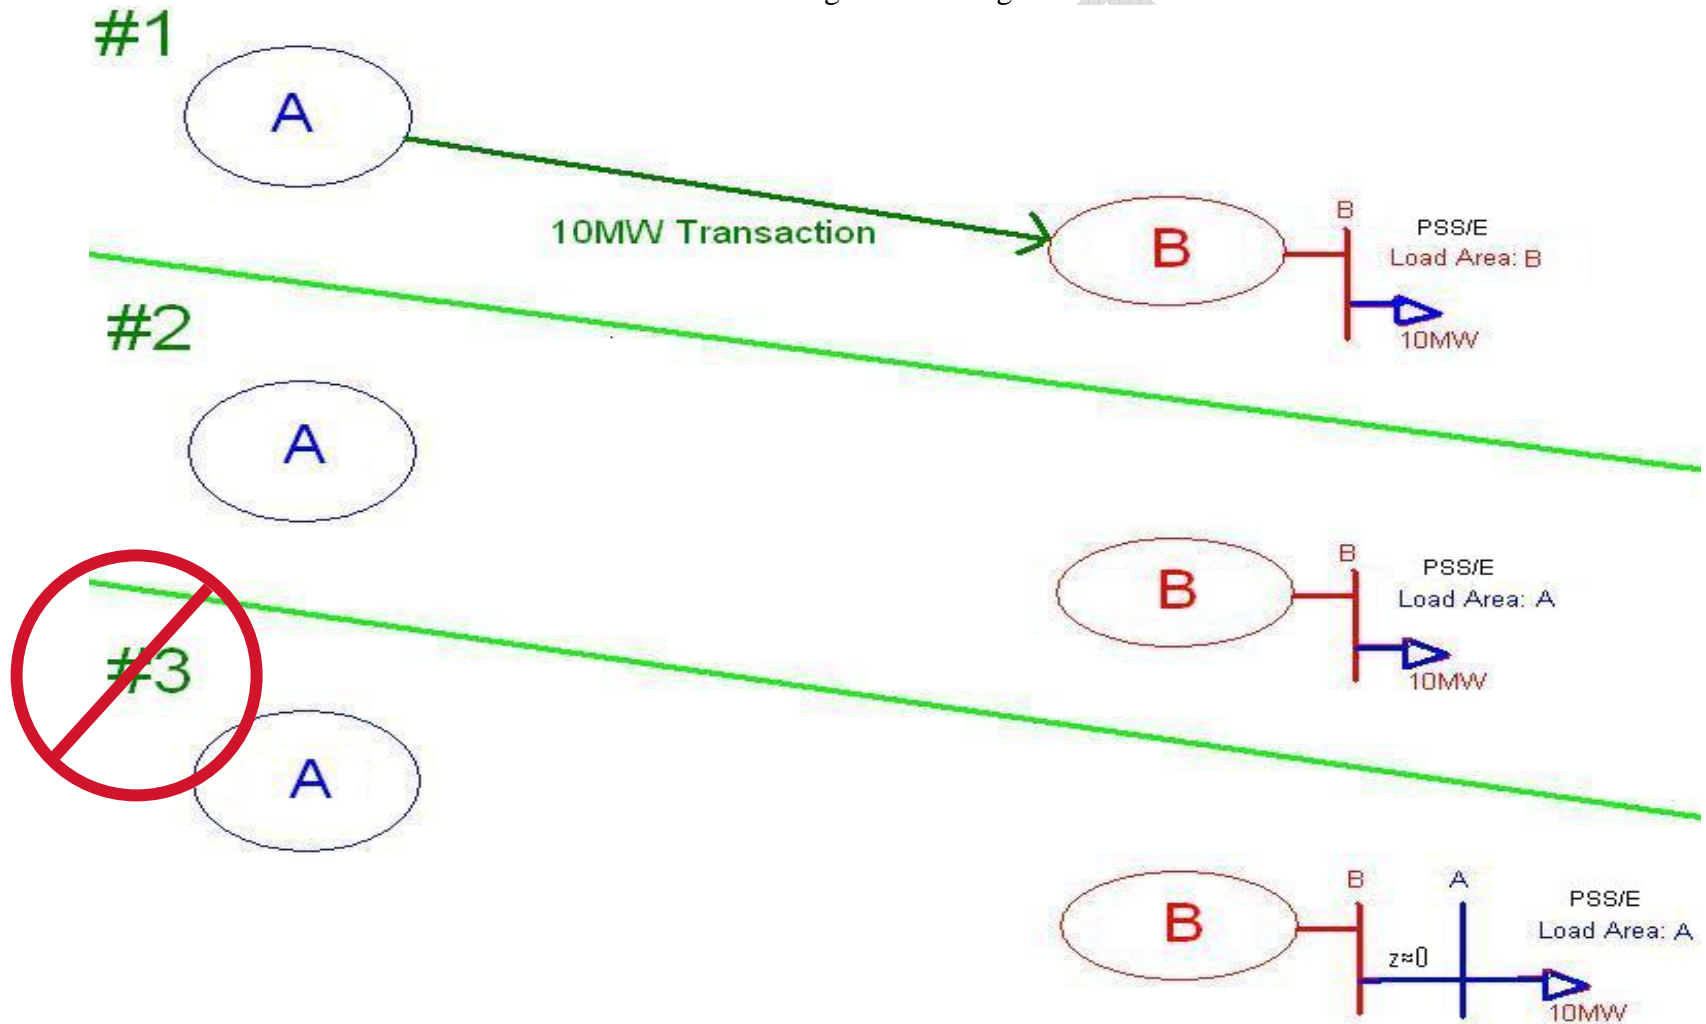 #1
A
10MW Transaction
B
B
PSS/E
Load Area: B
10MW
#2
A
B
B
PSS/E
Load Area: A
10MW
#3
A
B
B
A
PSS/E
Load Area: A
z≈0
10MW